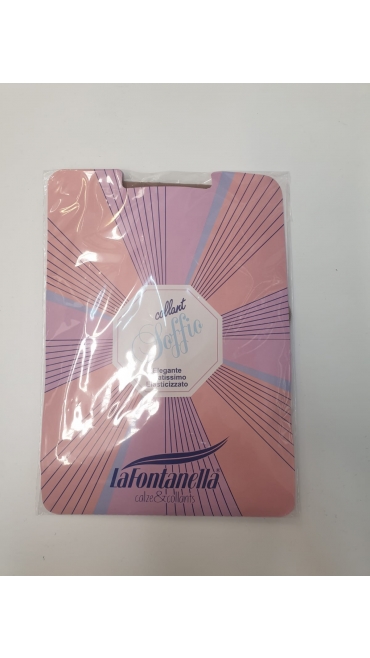 collant
Soffio
Elegante
Elasticizzato
LaFontanella
calze&collants